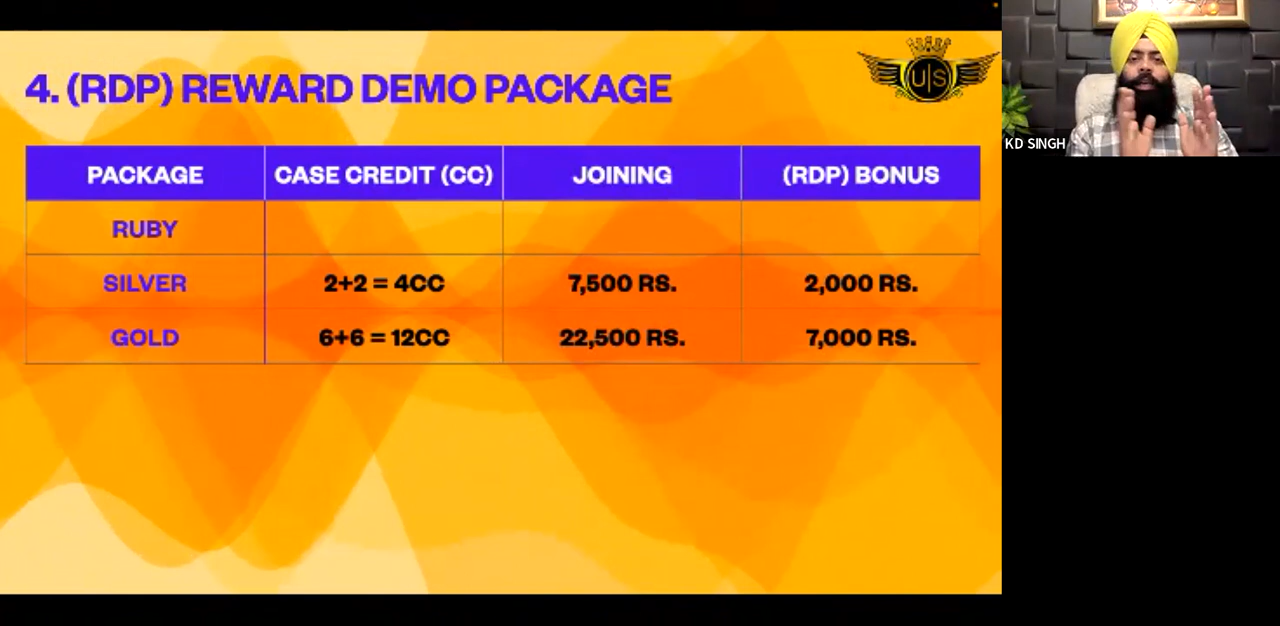 4. (RDP) REWARD DEMO PACKAGE
U|S
PACKAGE CASE CREDIT (CC) JOINING (RDP) BONUS
RUBY
SILVER 2+2 = 4CC 7,500 RS. 2,000 RS.
GOLD 6+6 = 12CC 22,500 RS. 7,000 RS.
KD SINGH